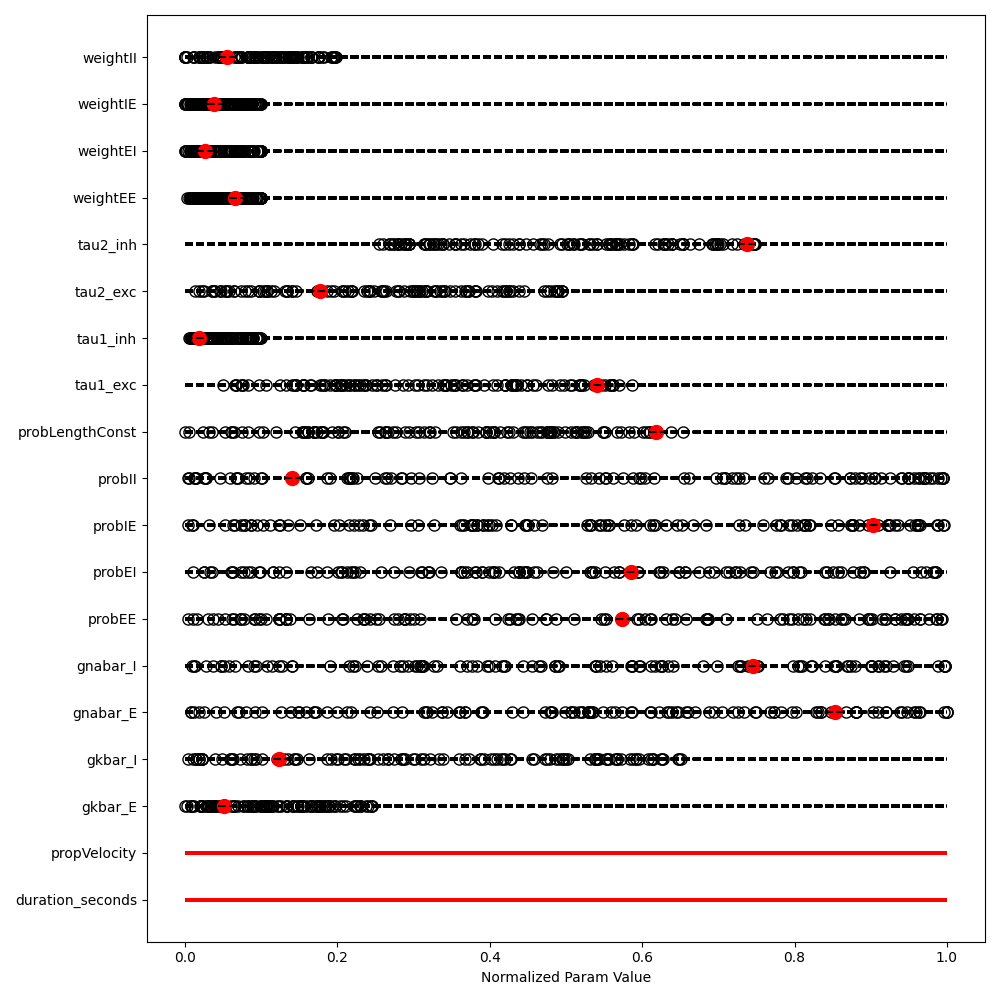 weightII
weightIE
weightEI
weightEE
tau2_inh
tau2_exc
tau1_inh
tau1_exc
probLengthConst
probII
probIE
probEI
probEE
gnabar_I
gnabar_E
gkbar_I
gkbar_E
propVelocity
duration_seconds
0.0 0.2 0.4 0.6 0.8 1.0
Normalized Param Value